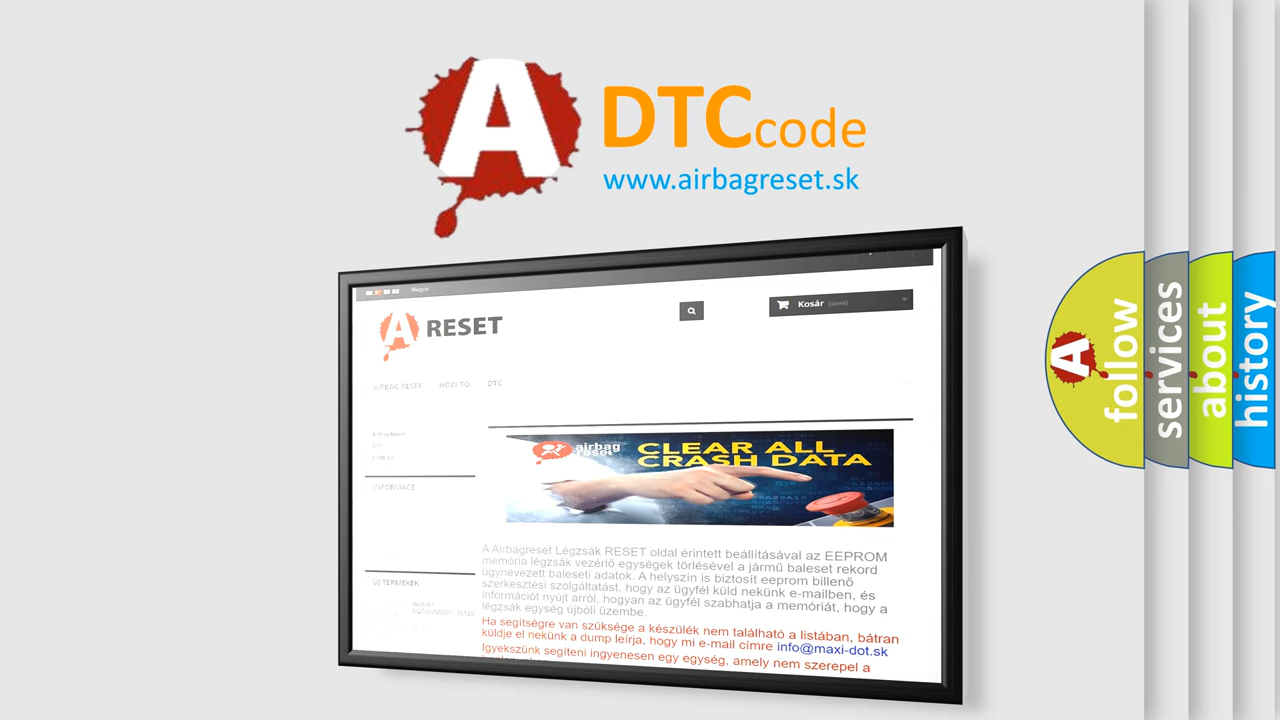 A DTCcode
www.airbagreset.sk
Magyar
Kosár (üres)
A RESET
AIRBAG RESET HOW TO DTC
INFORMACE
airbag
reset
CLEAR ALL
CRASH DATA
A Airbagreset Légzsák RESET oldal érintett beállításával az EEPROM
memória légzsák vezérlő egységek törlésével a jármű baleset rekord
úgynevezett baleseti adatok. A helyszín is biztosít eeprom billenő
szerkesztési szolgáltatást, hogy az ügyfél küld nekünk e-mailben, és
információt nyújt arról, hogyan az ügyfél szabhatja a memóriát, hogy a
légzsák egység újbóli üzembe.
Ha segítségre van szüksége a készülék nem található a listában, bátran
küldje el nekünk a dump leírja, hogy mi e-mail címre info@maxi-dot.sk
Igyekszünk segíteni ingyenesen egy egység, amely nem szerepel a
ÚJ TERMÉKEK
A
follow
services
about
history